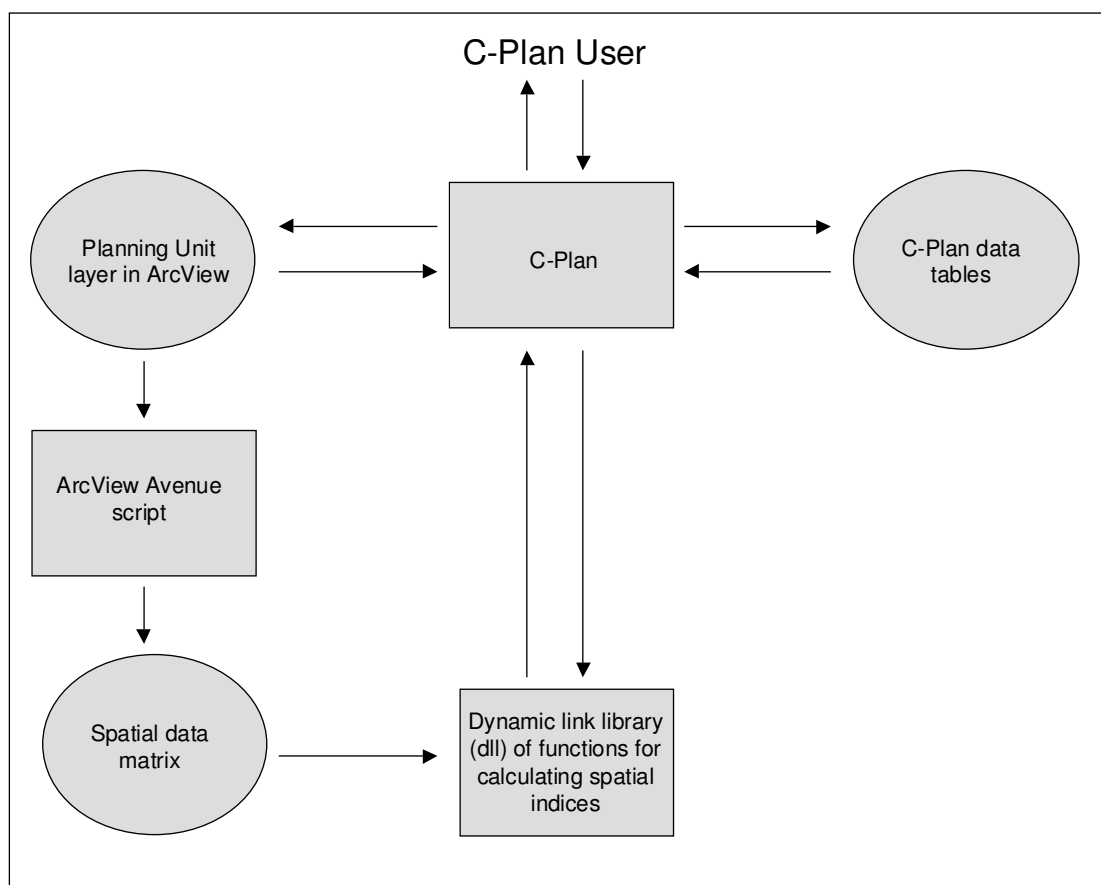 C-Plan User
Planning Unit
layer in ArcView
C-Plan
C-Plan data
tables
ArcView Avenue
script
Spatial data
matrix
Dynamic link library
(dll) of functions for
calculating spatial
indices